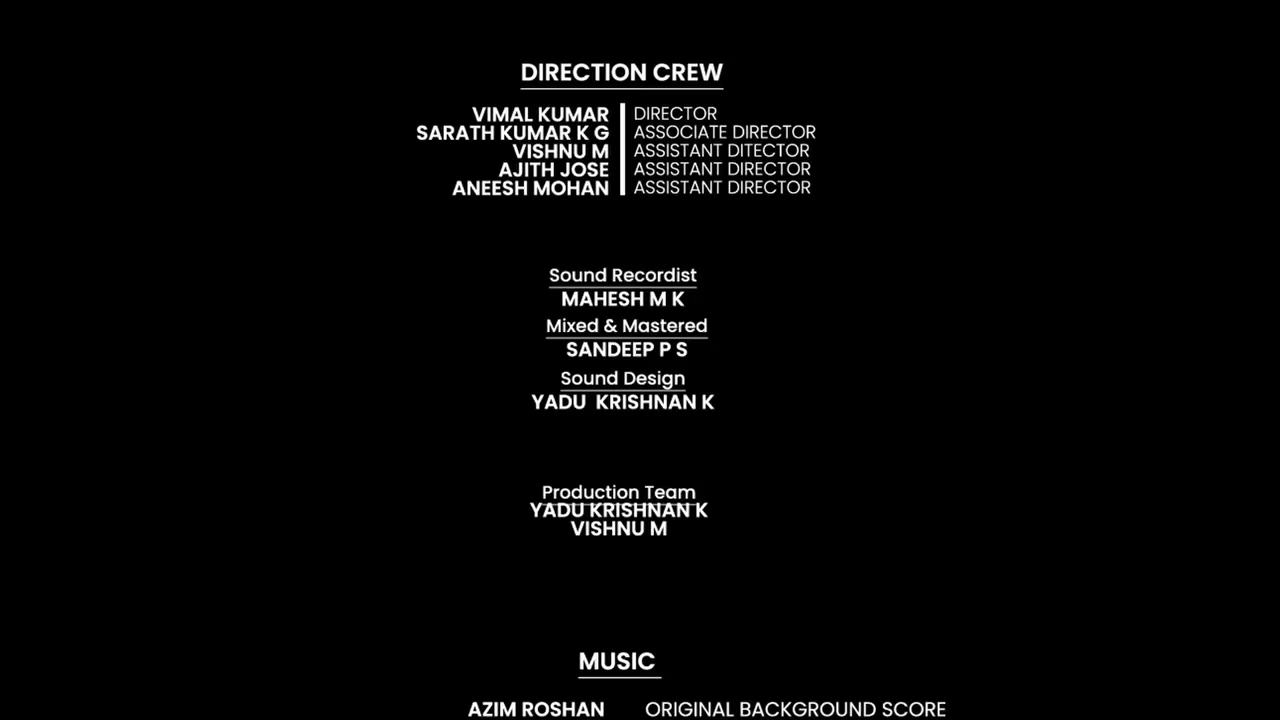 DIRECTION CREW
VIMAL KUMAR DIRECTOR
SARATH KUMAR K G ASSOCIATE DIRECTOR
VISHNU M ASSISTANT DITECTOR
AJITH JOSE ASSISTANT DIRECTOR
ANEESH MOHAN ASSISTANT DIRECTOR
Sound Recordist
MAHESH M K
Mixed & Mastered
SANDEEP P S
Sound Design
YADU KRISHNAN K
Production Team
YADU KRISHNAN K
VISHNU M
MUSIC
AZIM ROSHAN ORIGINAL BACKGROUND SCORE